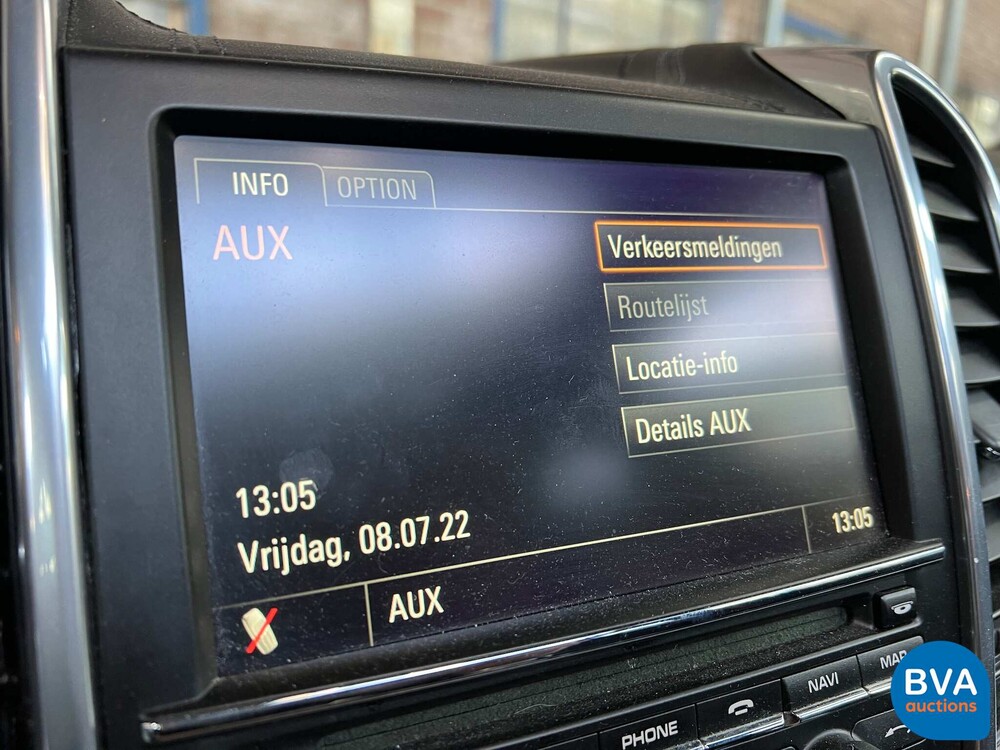 INFO OPTION
AUX
Verkeersmeldingen
Routelijst
Locatie-info
Details AUX
13:05
Vrijdag, 08.07.22
13:05
AUX
MAP
NAVI
PHONE
BVA
auctions